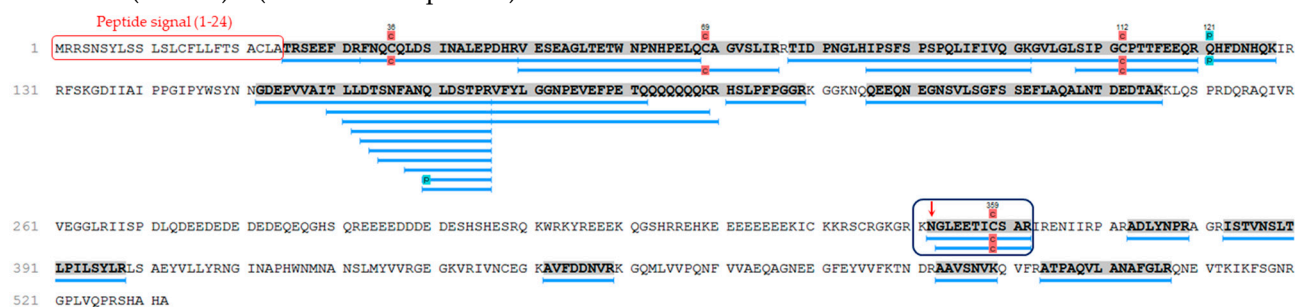 Peptide signal (1-24)
36 69 112 121
C C C P
1 MRRSNSYLSS LSLCFLLFTS ACLATRSEEF DRFNQCQLDS INALEPDHRV ESEAGLTETW NPNHPELQCA GVSLIRRTID PNGLHIPSFS PSPQLIFIVQ GKGVLGLSIP GCPTTFEEQR QHFDNHQKIR
C C P
C C
131 RFSKGDIIAI PPGIPYWSYN NGDEPVVAIT LLDTSNFANQ LDSTPRVFYL GGNPEVEFPE TQQQQQQQKR HSLPFPGGRK GGKNQQEEQN EGNSVLSGFS SEFLAQALNT DEDTAKKLQS PRDQRAQIVR
P
359
C
261 VEGGLRIISP DLQDEEDEDE DEDEQEQGHS QREEEEDDDE DESHSHESRQ KWRKYREEEK QGSHRREHKE EEEEEEEKIC KKRSCRGKGR KNGLEETICS ARIRENIIRP ARADLYNPRA GRISTVNSLT
C
C
391 LPILSYLRLS AEYVLLYRNG INAPHWNMNA NSLMYVVRGE GKVRIVNCEG KAVFDDNVRK GQMLVVPQNF VVAEQAGNEE GFEYVVFKTN DRAAVSNVKQ VFRATPAQVL ANAFGLRQNE VTKIKFSGNR
521 GPLVQPRSHA HA